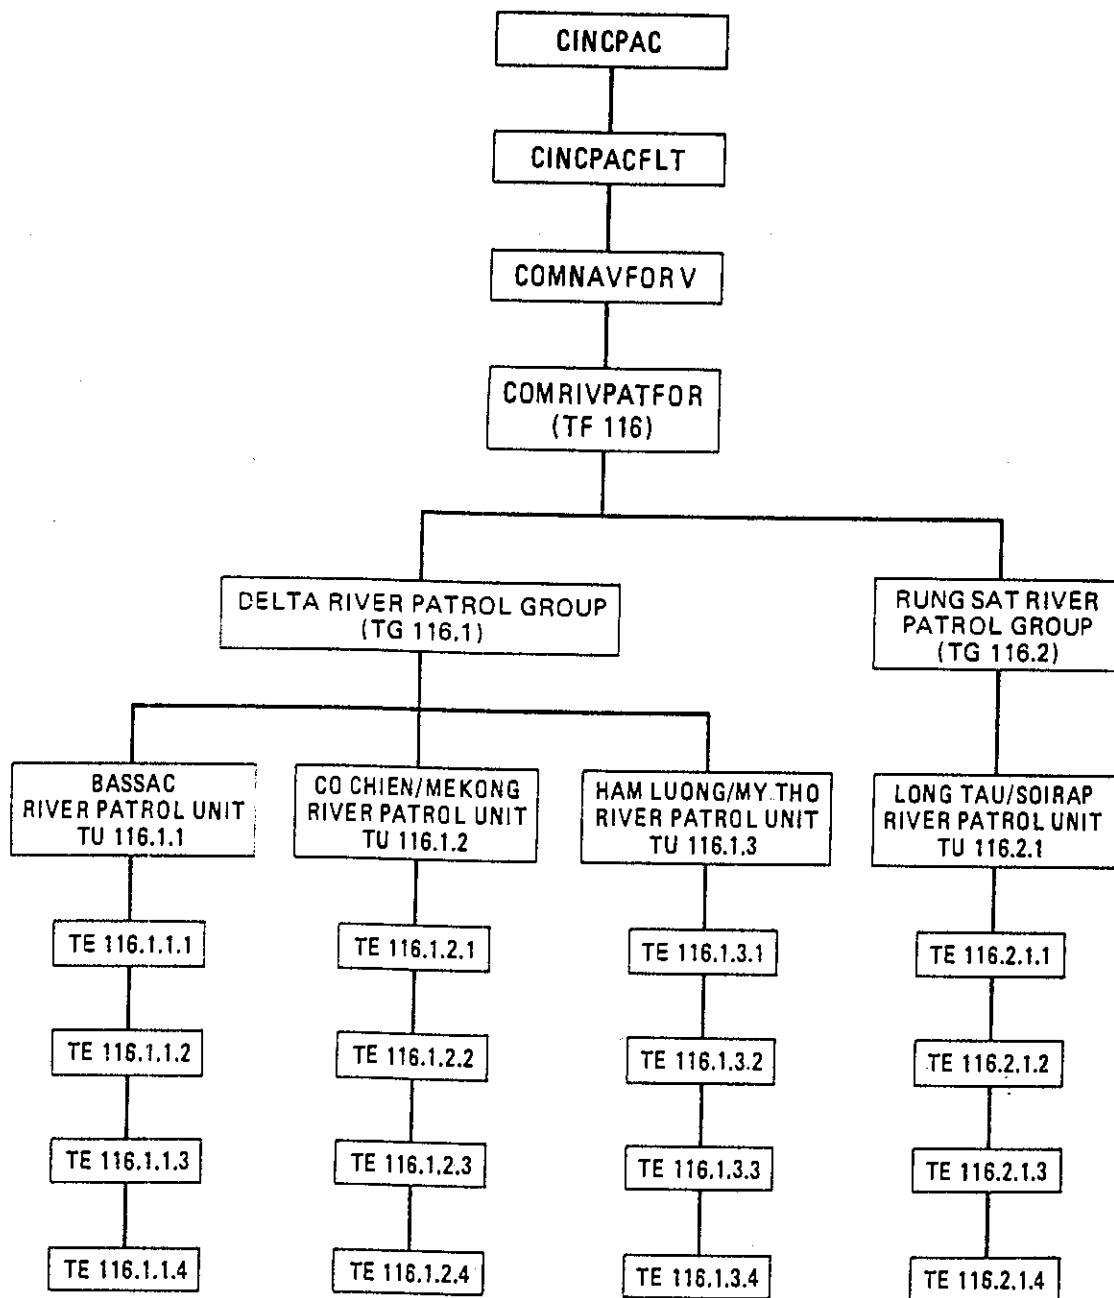 CINCPAC
CINCPACFLT
COMNAVFORV
COMRIVPATFOR
(TF 116)
DELTA RIVER PATROL GROUP
(TG 116.1)
RUNG SAT RIVER
PATROL GROUP
(TG 116.2)
BASSAC
RIVER PATROL UNIT
TU 116.1.1
CO CHIEN/MEKONG
RIVER PATROL UNIT
TU 116.1.2
HAM LUONG/MY THO
RIVER PATROL UNIT
TU 116.1.3
LONG TAU/SOIRAP
RIVER PATROL UNIT
TU 116.2.1
TE 116.1.1.1
TE 116.1.2.1
TE 116.1.3.1
TE 116.2.1.1
TE 116.1.1.2
TE 116.1.2.2
TE 116.1.3.2
TE 116.2.1.2
TE 116.1.1.3
TE 116.1.2.3
TE 116.1.3.3
TE 116.2.1.3
TE 116.1.1.4
TE 116.1.2.4
TE 116.1.3.4
TE 116.2.1.4